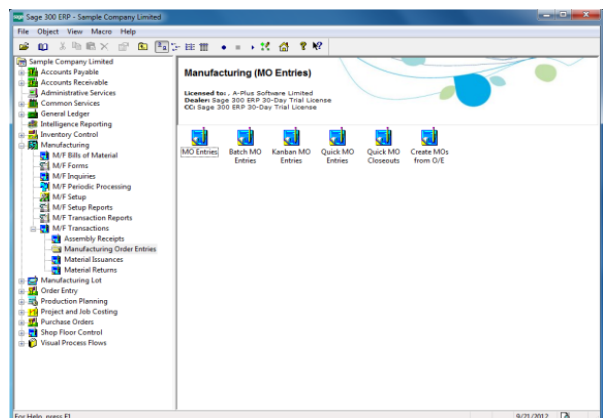 Sage 300 ERP - Sample Company Limited
File Object View Macro Help
Sample Company Limited
Accounts Payable
Accounts Receivable
Administrative Services
Common Services
General Ledger
Intelligence Reporting
Inventory Control
Manufacturing
M/F Bills of Material
M/F Forms
M/F Inquiries
M/F Periodic Processing
M/F Setup
M/F Setup Reports
M/F Transaction Reports
M/F Transactions
Assembly Receipts
Manufacturing Order Entries
Material Issuances
Material Returns
Manufacturing Lot
Order Entry
Production Planning
Project and Job Costing
Purchase Orders
Shop Floor Control
Visual Process Flows
Manufacturing (MO Entries)
Licensed to: , A-Plus Software Limited
Dealer: Sage 300 ERP 30-Day Trial License
CC: Sage 300 ERP 30-Day Trial License
MO Entries
Batch MO
Entries
Kanban MO
Entries
Quick MO
Entries
Quick MO
Closeouts
Create MOs
from O/E
For Help, press F1
9/21/2012